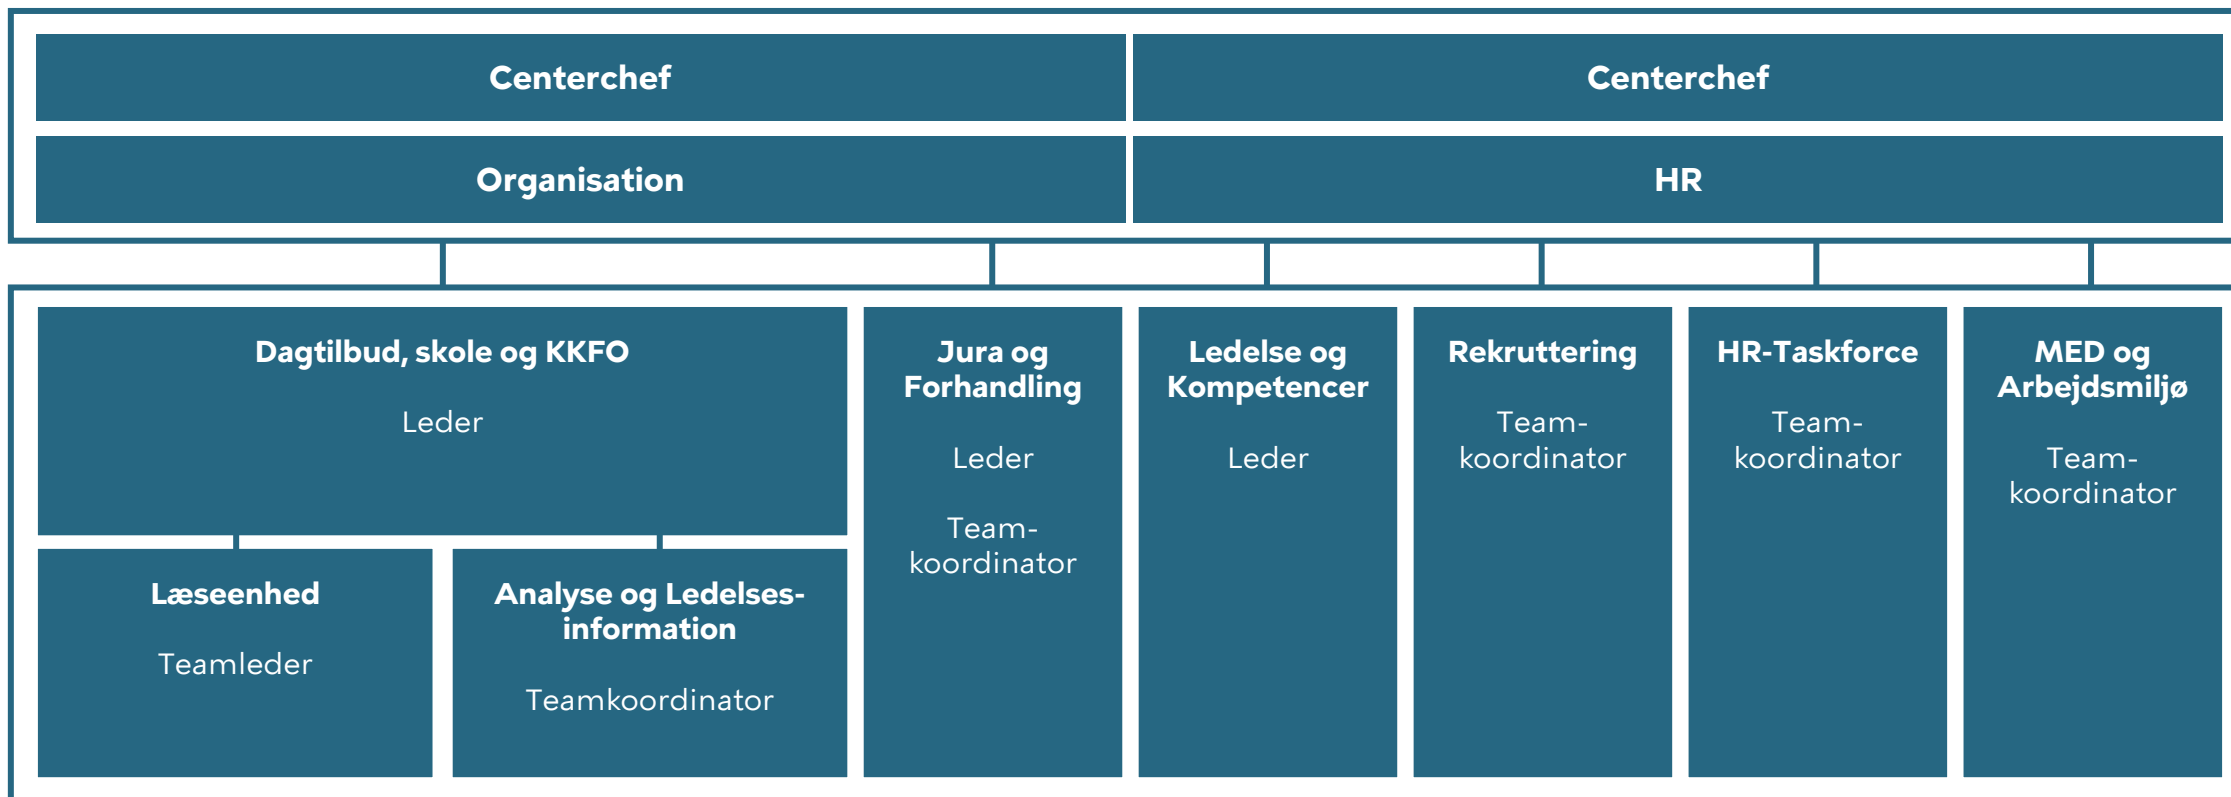 Centerchef
Centerchef
Organisation
HR
Dagtilbud, skole og KKFO
Leder
Jura og
Forhandling
Leder
Team-
koordinator
Ledelse og
Kompetencer
Leder
Rekruttering
Team-
koordinator
HR-Taskforce
Team-
koordinator
MED og
Arbejdsmiljø
Team-
koordinator
Læseenhed
Teamleder
Analyse og Ledelses-
information
Teamkoordinator